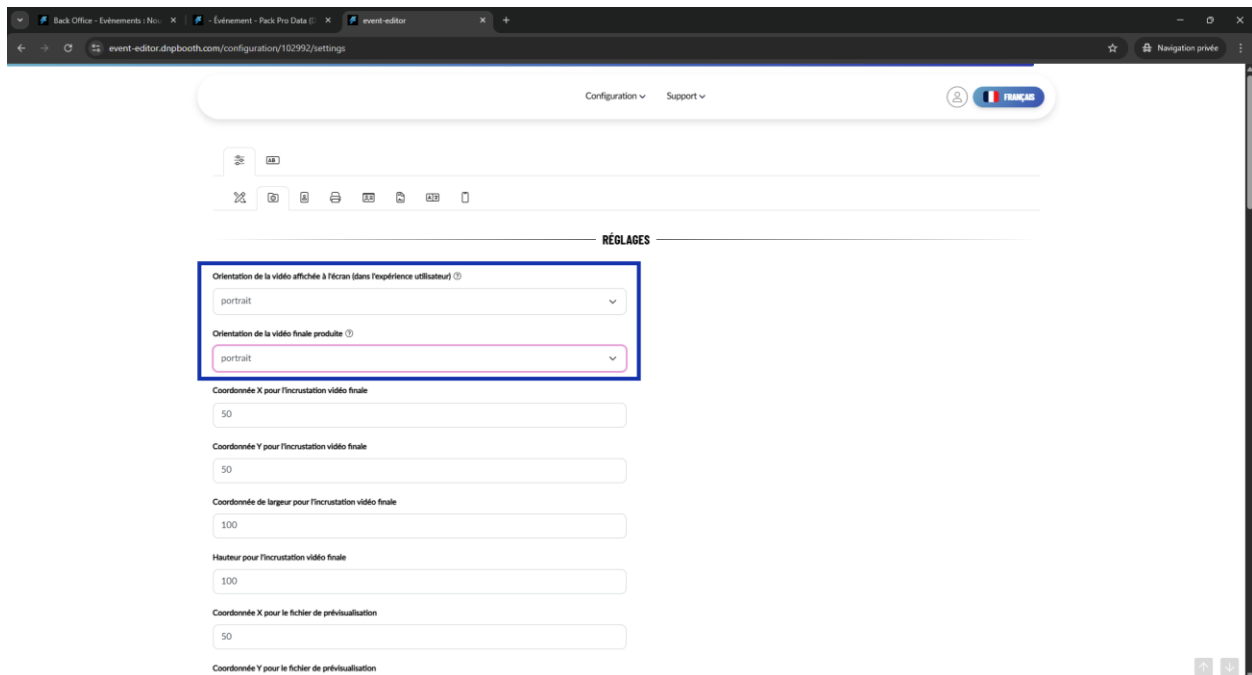 Back Office - Evènements : Nou
- Événement - Pack Pro Data (D
event-editor
event-editor.dnpbooth.com/configuration/102992/settings
Navigation privée
Configuration
Support
FRANÇAIS
RÉGLAGES
Orientation de la vidéo affichée à l'écran (dans l'expérience utilisateur)
portrait
Orientation de la vidéo finale produite
portrait
Coordonnée X pour l'incrustation vidéo finale
50
Coordonnée Y pour l'incrustation vidéo finale
50
Coordonnée de largeur pour l'incrustation vidéo finale
100
Hauteur pour l'incrustation vidéo finale
100
Coordonnée X pour le fichier de prévisualisation
50
Coordonnée Y pour le fichier de prévisualisation